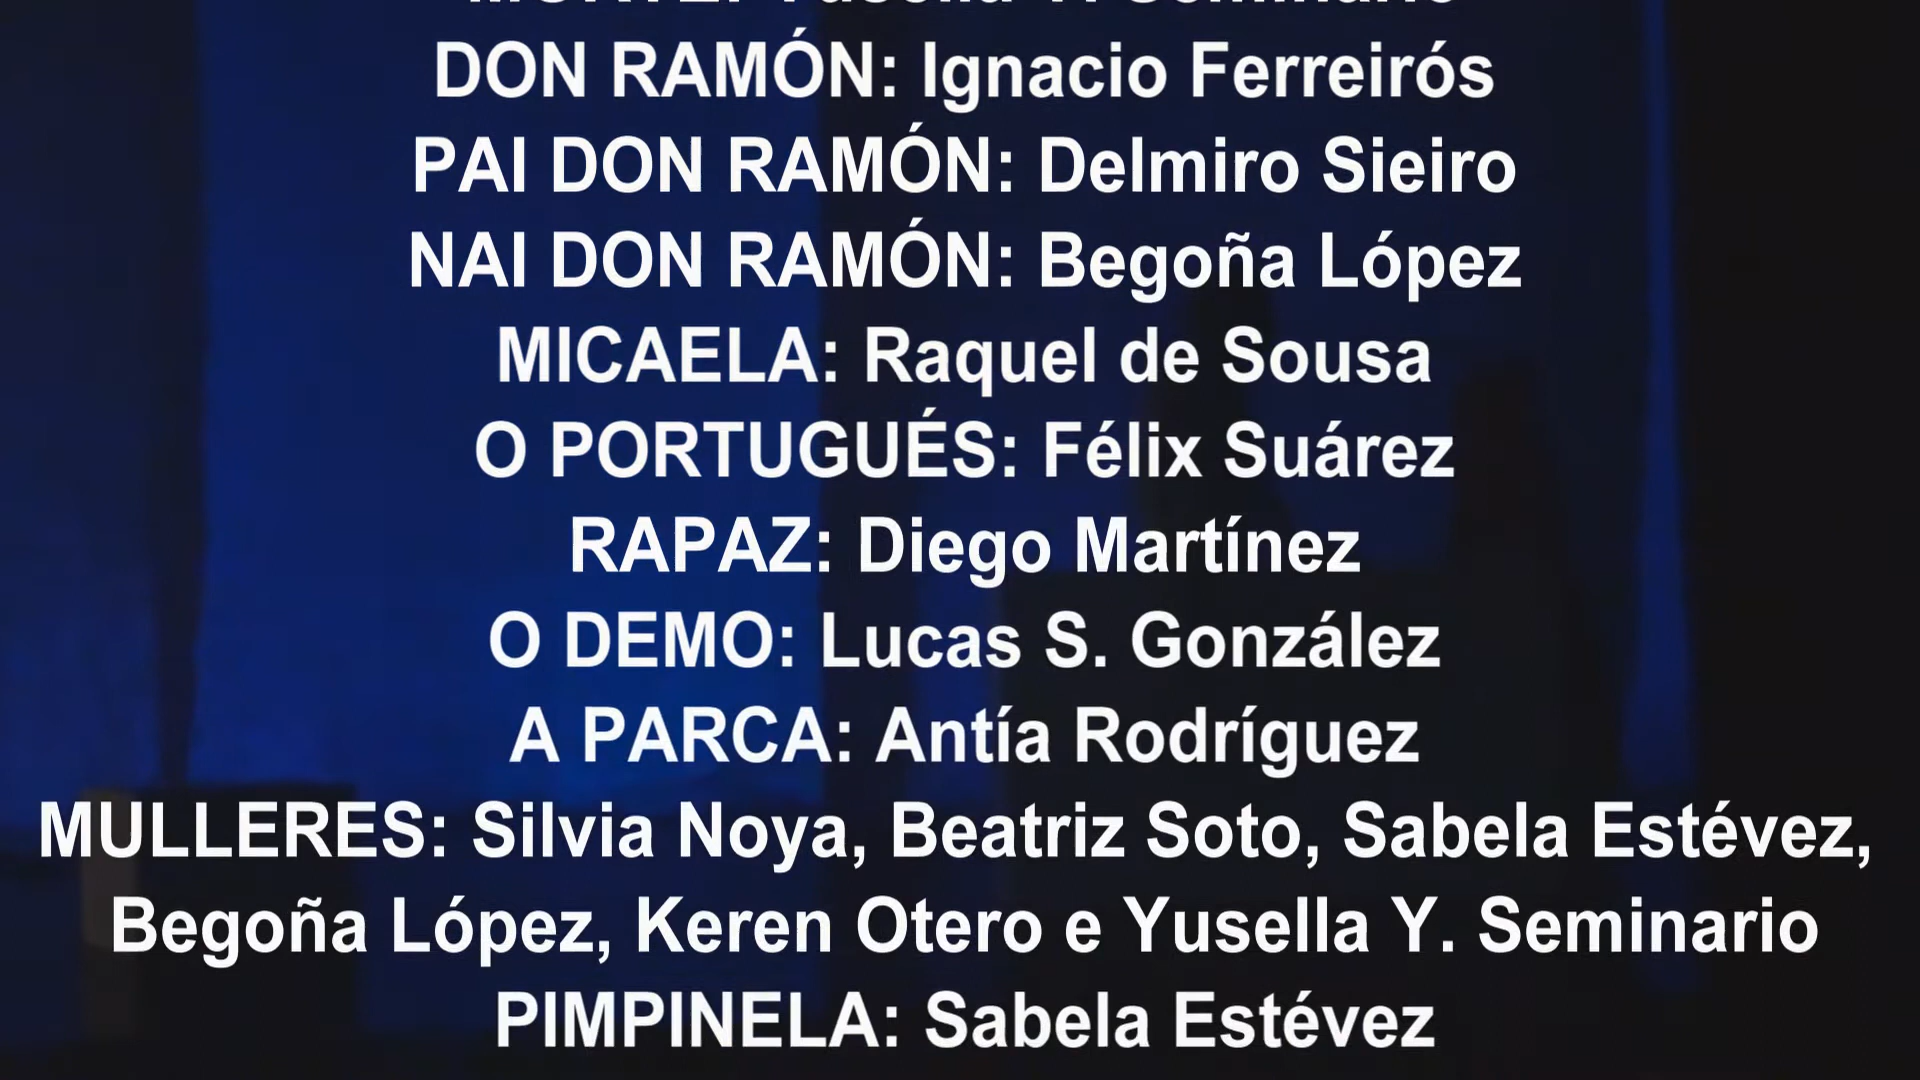 DON RAMÓN: Ignacio Ferreirós
PAI DON RAMÓN: Delmiro Sieiro
NAI DON RAMÓN: Begoña López
MICAELA: Raquel de Sousa
O PORTUGUÉS: Félix Suárez
RAPAZ: Diego Martínez
O DEMO: Lucas S. González
A PARCA: Antía Rodríguez
MULLERES: Silvia Noya, Beatriz Soto, Sabela Estévez,
Begoña López, Keren Otero e Yusella Y. Seminario
PIMPINELA: Sabela Estévez